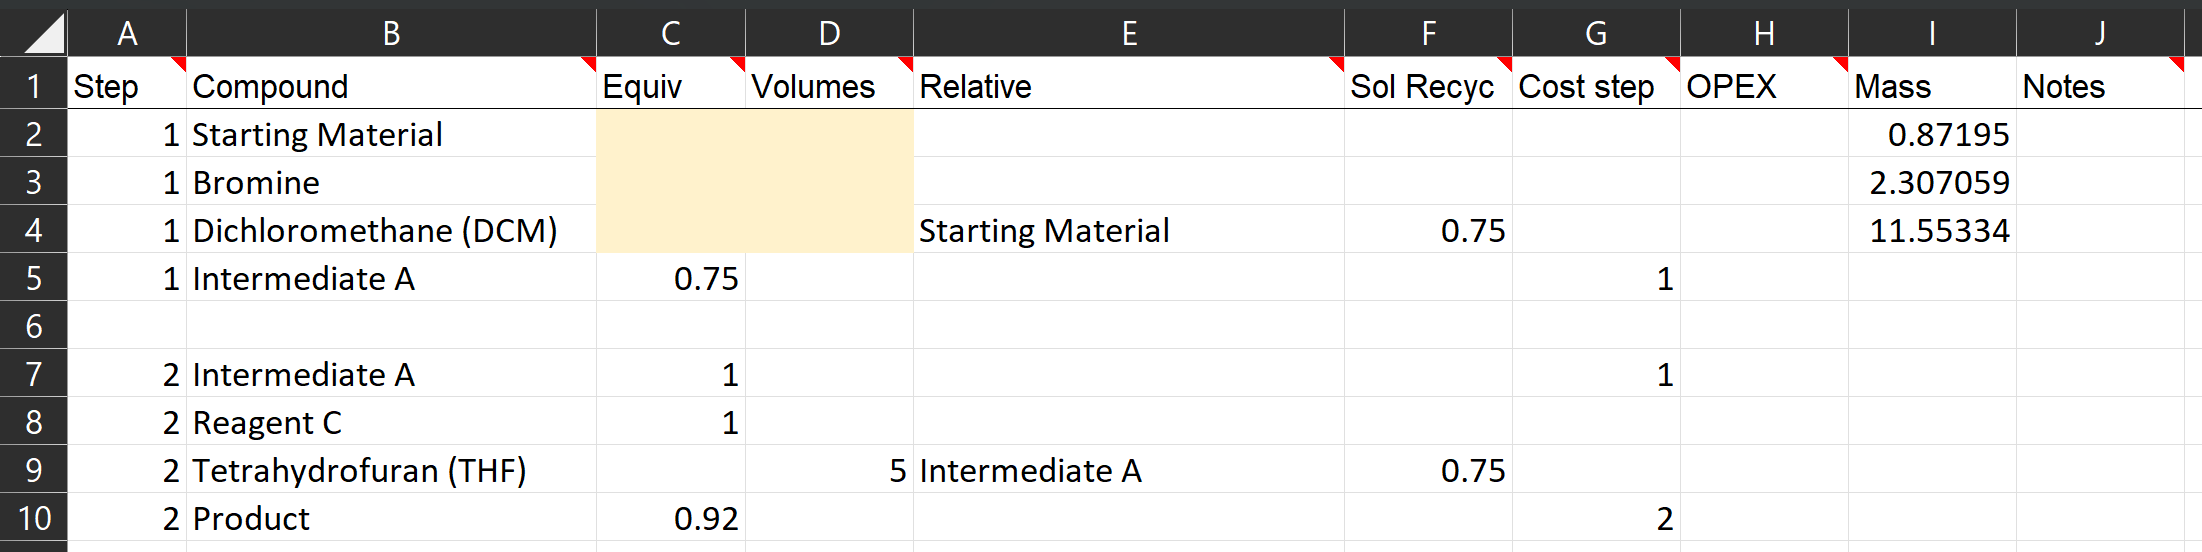 A B C D E F G H I J
1 Step Compound Equiv Volumes Relative Sol Recyc Cost step OPEX Mass Notes
2 1 Starting Material 0.87195
3 1 Bromine 2.307059
4 1 Dichloromethane (DCM) Starting Material 0.75 11.55334
5 1 Intermediate A 0.75 1
6
7 2 Intermediate A 1 1
8 2 Reagent C 1
9 2 Tetrahydrofuran (THF) 5 Intermediate A 0.75
10 2 Product 0.92 2